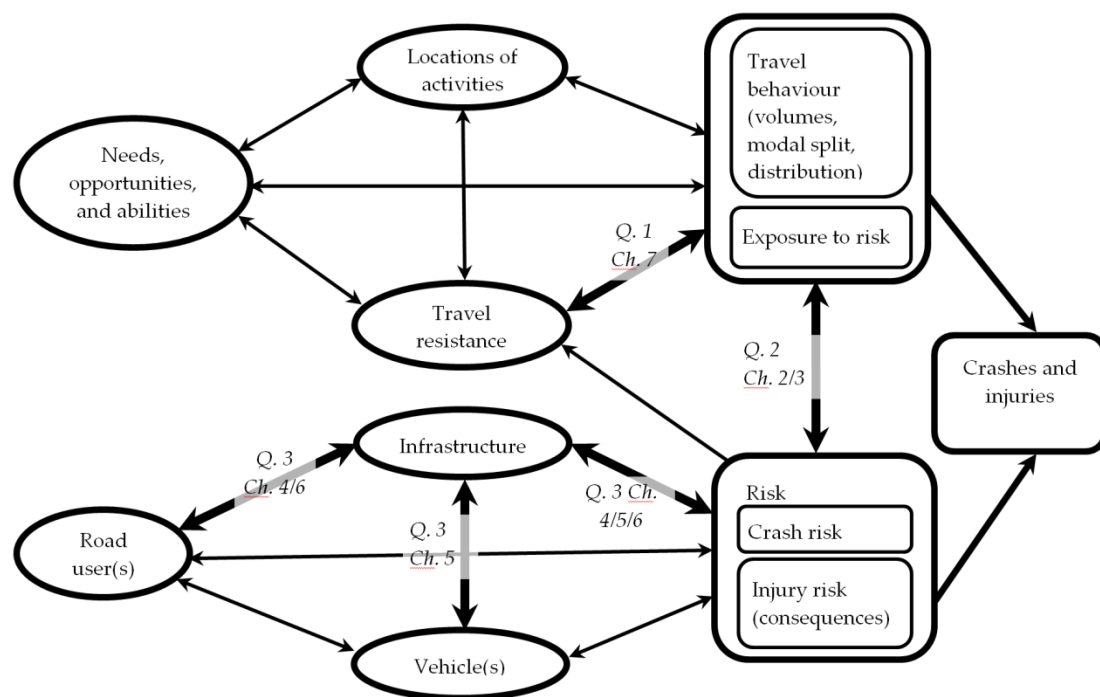 Locations of
activities
Travel
behaviour
(volumes,
modal split,
distribution)
Needs,
opportunities,
and abilities
Exposure to risk
Q. 1
Ch. 7
Travel
resistance
Q. 2
Ch. 2/3
Crashes and
injuries
Infrastructure
Q. 3
Ch. 4/6
Q. 3 Ch.
4/5/6
Risk
Crash risk
Road
user(s)
Q. 3
Ch. 5
Injury risk
(consequences)
Vehicle(s)